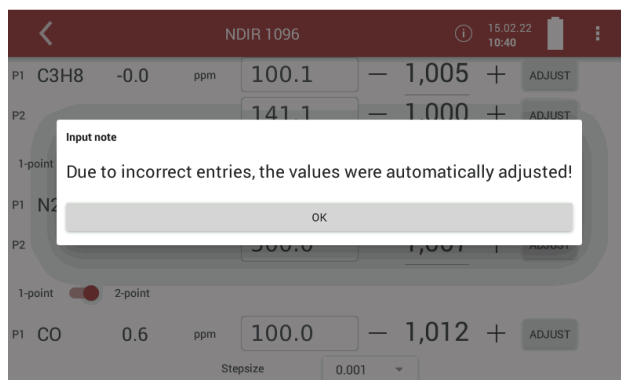 NDIR 1096
15.02.22
10:40
P1 C3H8 -0.0 ppm 100.1 — 1,005 + ADJUST
P2 141.1 — 1.000 + ADJUST
Input note
1-point
Due to incorrect entries, the values were automatically adjusted!
P1
OK
P2 ADJUST
1-point 2-point
P1 CO 0.6 ppm 100.0 — 1,012 + ADJUST
Stepsize 0.001